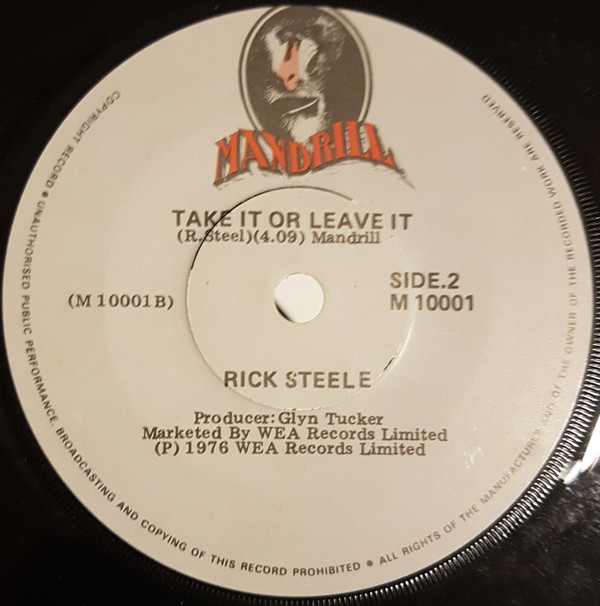 MANDRILL
TAKE IT OR LEAVE IT
(R.Steel)(4.09) Mandrill
(M 10001B)
SIDE.2
M 10001
RICK STEELE
Producer: Glyn Tucker
Marketed By WEA Records Limited
(P) 1976 WEA Records Limited
COPYRIGHT RECORD ● UNAUTHORISED PUBLIC PERFORMANCE, BROADCASTING AND COPYING OF THIS RECORD PROHIBITED ● ALL RIGHTS OF THE MANUFACTURER AND OF THE OWNER OF THE RECORDED WORK ARE RESERVED